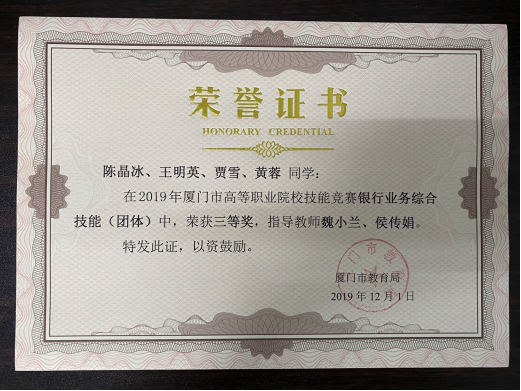 荣誉证书
HONORARY CREDENTIAL
陈晶冰、王明英、贾雪、黄蓉 同学：
在2019年厦门市高等职业院校技能竞赛银行业务综合
技能（团体）中，荣获三等奖，指导教师魏小兰、侯传娟。
特发此证，以资鼓励。
厦门市教育局
2019年12月1日